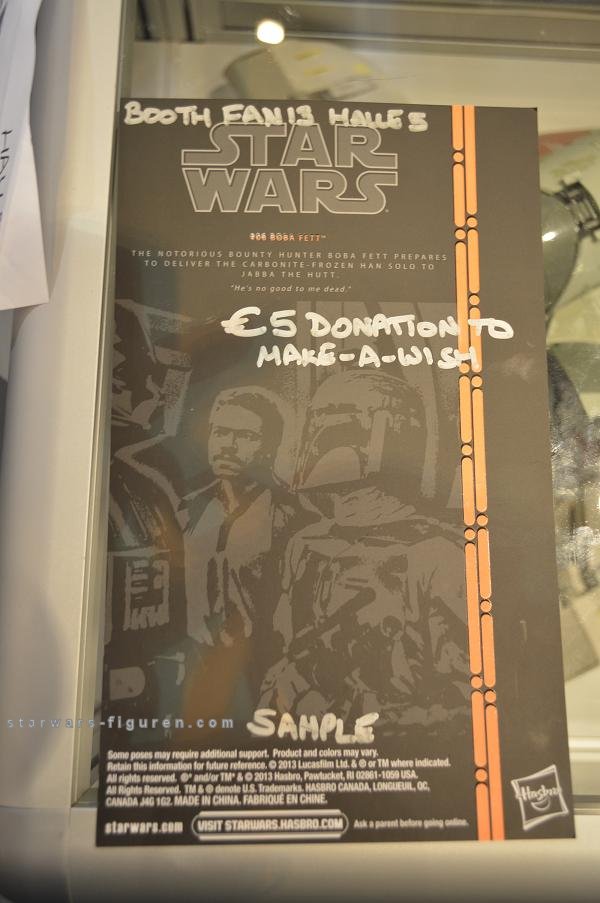 BOOTH FAN13 HALLE 5
STAR
WARS
BOBA FETT™
THE NOTORIOUS BOUNTY HUNTER BOBA FETT PREPARES
TO DELIVER THE CARBONITE-FROZEN HAN SOLO TO
JABBA THE HUTT.
"He's no good to me dead."
€5 DONATION TO
MAKE-A-WISH
starwars-figuren.com
SAMPLE
Some poses may require additional support. Product and colors may vary.
Retain this information for future reference. © 2013 Lucasfilm Ltd. & ® or TM where indicated.
All rights reserved. ®* and/or TM* & © 2013 Hasbro, Pawtucket, RI 02861-1059 USA.
All Rights Reserved. TM & ® denote U.S. Trademarks. HASBRO CANADA, LONGUEUIL, QC,
CANADA J4G 1G2. MADE IN CHINA. FABRIQUÉ EN CHINE.
starwars.com VISIT STARWARS.HASBRO.COM Ask a parent before going online.
Hasbro